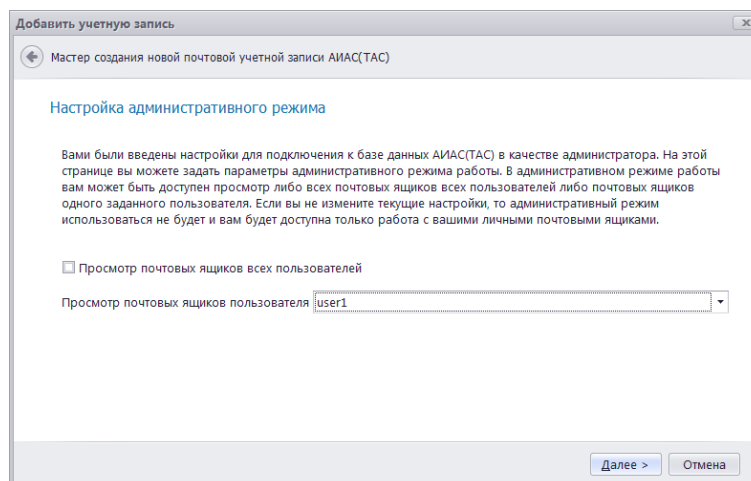 Добавить учетную запись
Мастер создания новой почтовой учетной записи АИАС(ТАС)
Настройка административного режима
Вами были введены настройки для подключения к базе данных АИАС(ТАС) в качестве администратора. На этой
странице вы можете задать параметры административного режима работы. В административном режиме работы
вам может быть доступен просмотр либо всех почтовых ящиков всех пользователей либо почтовых ящиков
одного заданного пользователя. Если вы не измените текущие настройки, то административный режим
использоваться не будет и вам будет доступна только работа с вашими личными почтовыми ящиками.
Просмотр почтовых ящиков всех пользователей
Просмотр почтовых ящиков пользователя user1
Далее > Отмена